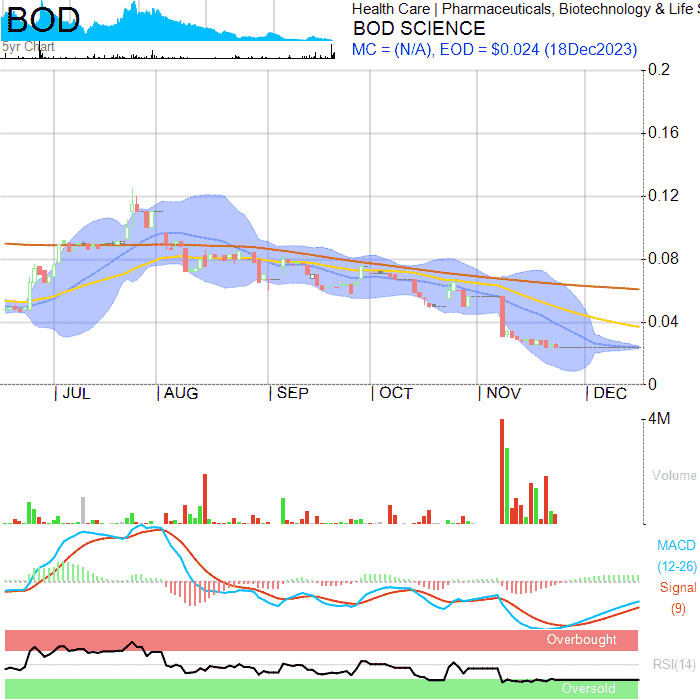 BOD
5yr Chart
Health Care | Pharmaceuticals, Biotechnology & Life S
BOD SCIENCE
MC = (N/A), EOD = $0.024 (18Dec2023)
0.2
0.16
0.12
0.08
0.04
0
JUL AUG SEP OCT NOV DEC
4M
Volume
MACD
(12-26)
Signal
(9)
Overbought
RSI(14)
Oversold